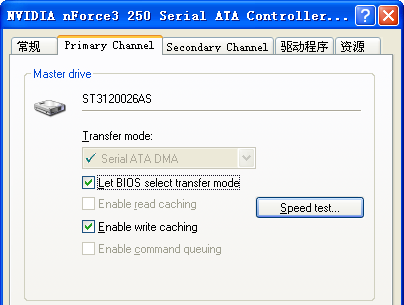 NVIDIA nForce3 250 Serial ATA Controller...
常规 Primary Channel Secondary Channel 驱动程序 资源
Master drive
ST3120026AS
Transfer mode:
Serial ATA DMA
Let BIOS select transfer mode
Enable read caching
Speed test...
Enable write caching
Enable command queuing